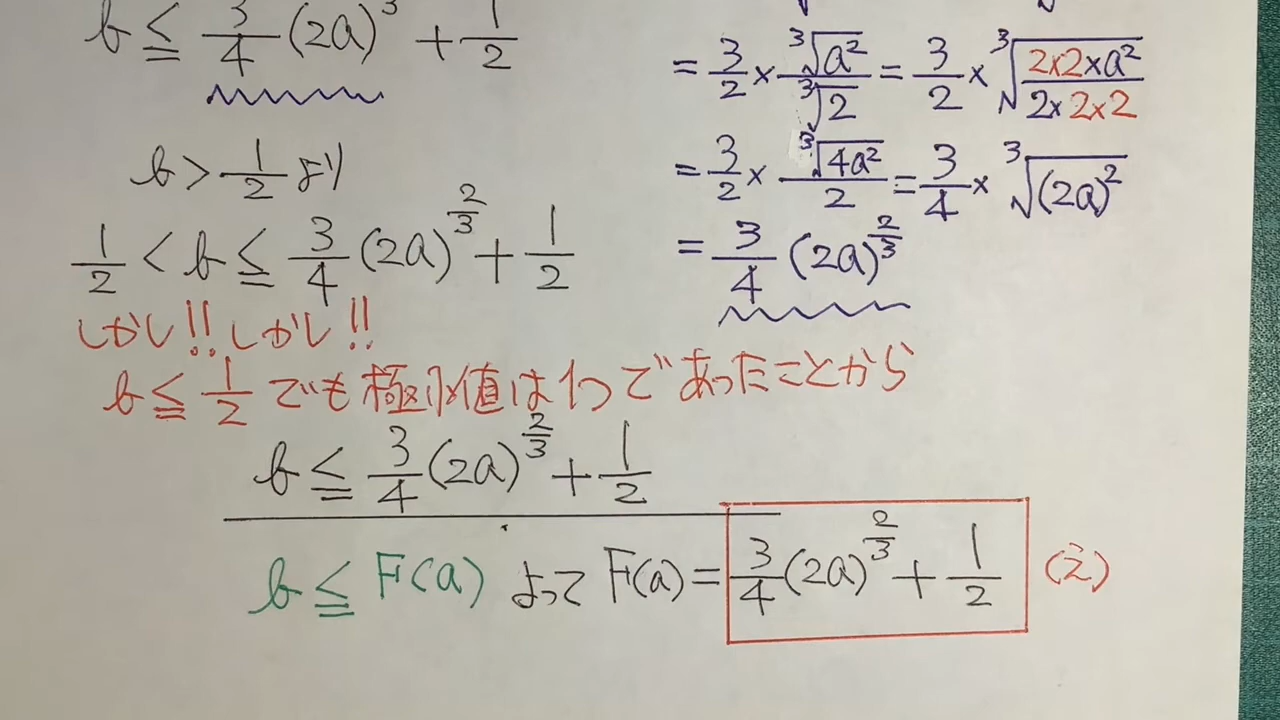 b ≦ 3/4 (2a)^3 + 1/2
b > 1/2 より
1/2 < b ≦ 3/4 (2a)^{2/3} + 1/2
しかし!! しかし!!
b ≦ 1/2 でも極小値は1つであったことから
b ≦ 3/4 (2a)^{2/3} + 1/2
b ≦ F(a) よって F(a) = 3/4 (2a)^{2/3} + 1/2 (え)
= 3/2 × ∛a² / ∛2 = 3/2 × ∛(2×2×a² / 2×2×2)
= 3/2 × ∛4a² / 2 = 3/4 × ∛(2a)²
= 3/4 (2a)^{2/3}